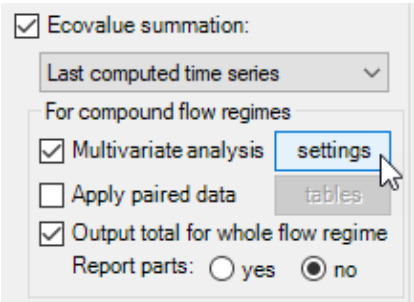 Ecovalue summation:
Last computed time series
For compound flow regimes
Multivariate analysis settings
Apply paired data tables
Output total for whole flow regime
Report parts: yes no